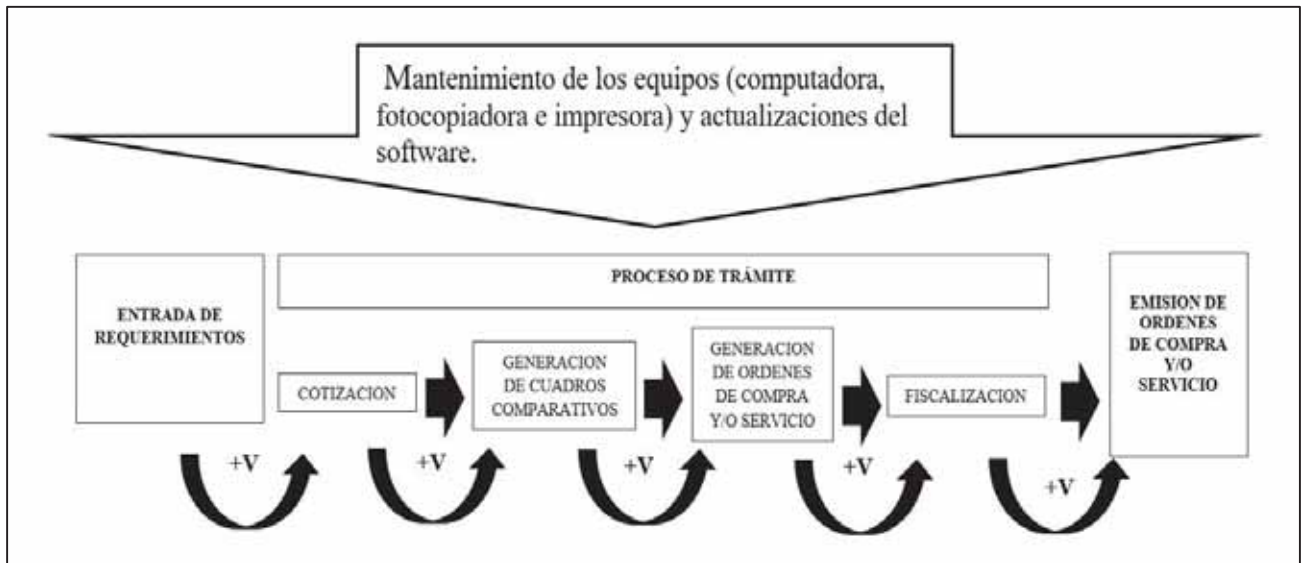 Mantenimiento de los equipos (computadora,
fotocopiadora e impresora) y actualizaciones del
software.
PROCESO DE TRÁMITE
ENTRADA DE
REQUERIMIENTOS
COTIZACION
GENERACION
DE CUADROS
COMPARATIVOS
GENERACION
DE ORDENES
DE COMPRA
Y/O SERVICIO
FISCALIZACION
EMISION DE
ORDENES
DE COMPRA
Y/O
SERVICIO
+V
+V
+V
+V
+V